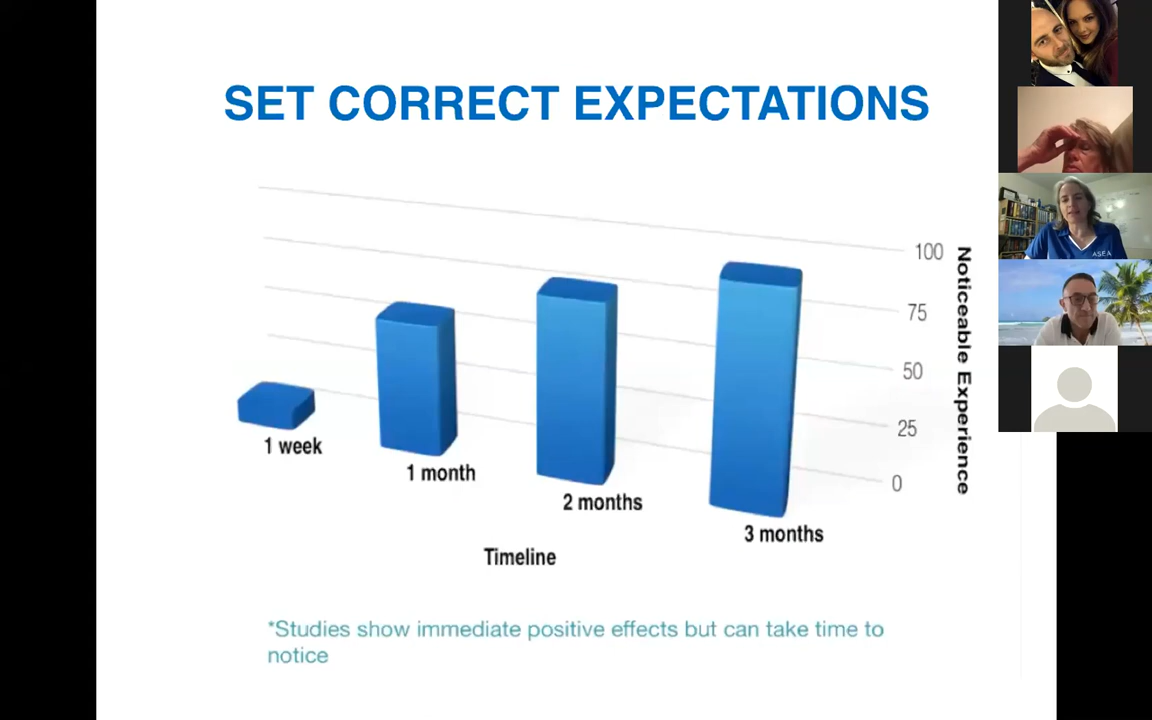 SET CORRECT EXPECTATIONS
100
75
50
25
0
Noticeable Experience
1 week
1 month
2 months
3 months
Timeline
*Studies show immediate positive effects but can take time to
notice
ASEA